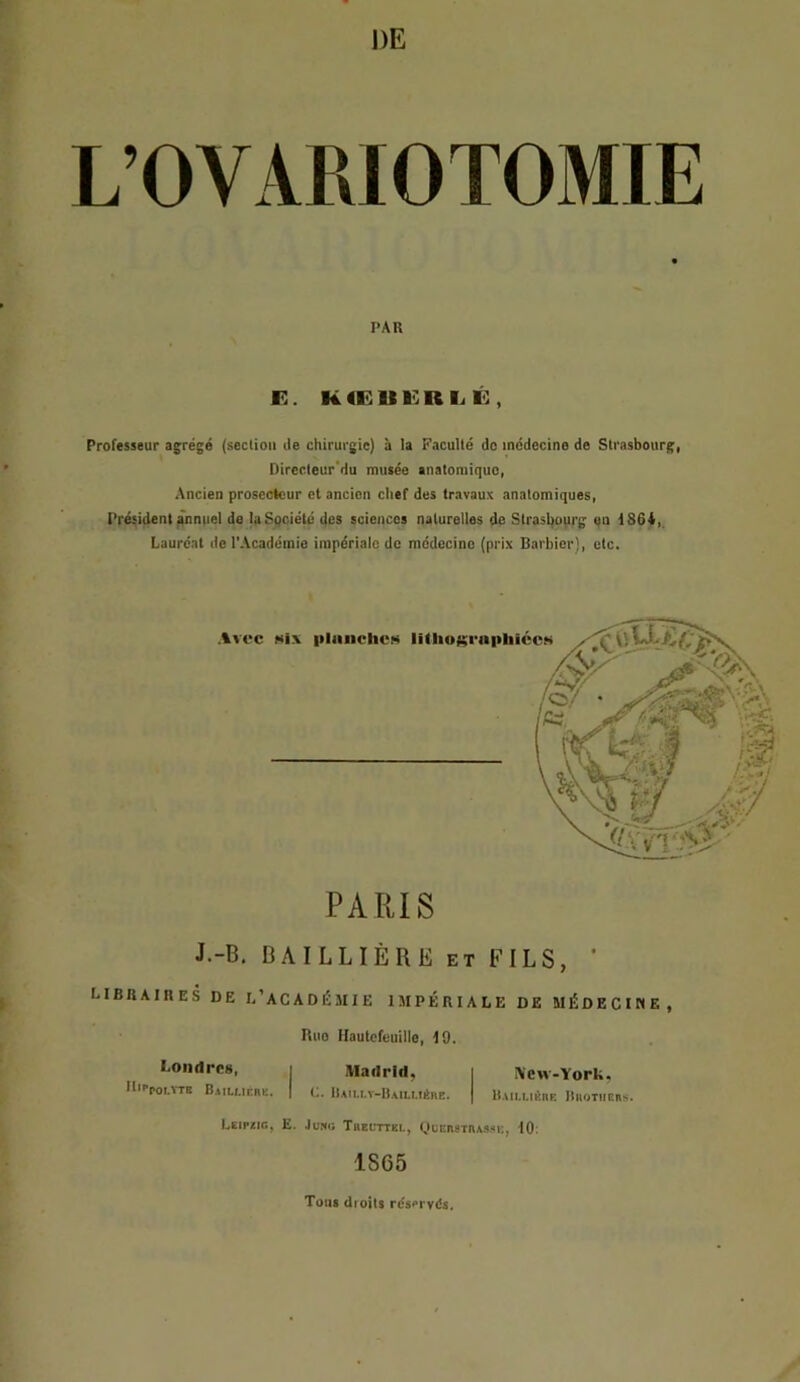 DE
L'OVARIOTOMIE
PAR
E. KŒBERLÉ,
Professeur agrégé (section de chirurgie) à la Faculté de médecine de Strasbourg,
Directeur du musée anatomique,
Ancien prosecteur et ancien chef des travaux anatomiques,
Président annuel de la Société des sciences naturelles de Strasbourg en 1864,
Lauréat de l'Académie impériale de médecine (prix Barbier), etc.
Avec six planches lithographiées
PARIS
J.-B. BAILLIÈRE ET FILS,
LIBRAIRES DE L'ACADÉMIE IMPÉRIALE DE MÉDECINE,
Rue Hautefeuille, 19.
Londres, Madrid, New-York,
HIPPOLYTE BAILLIÈRE. C. BAILLY-BAILLIÈRE. BAILLIÈRE BROTHERS.
LEIPZIG, E. JUNG TREUTTEL, QUERSTRASSE, 10.
1865
Tous droits réservés.